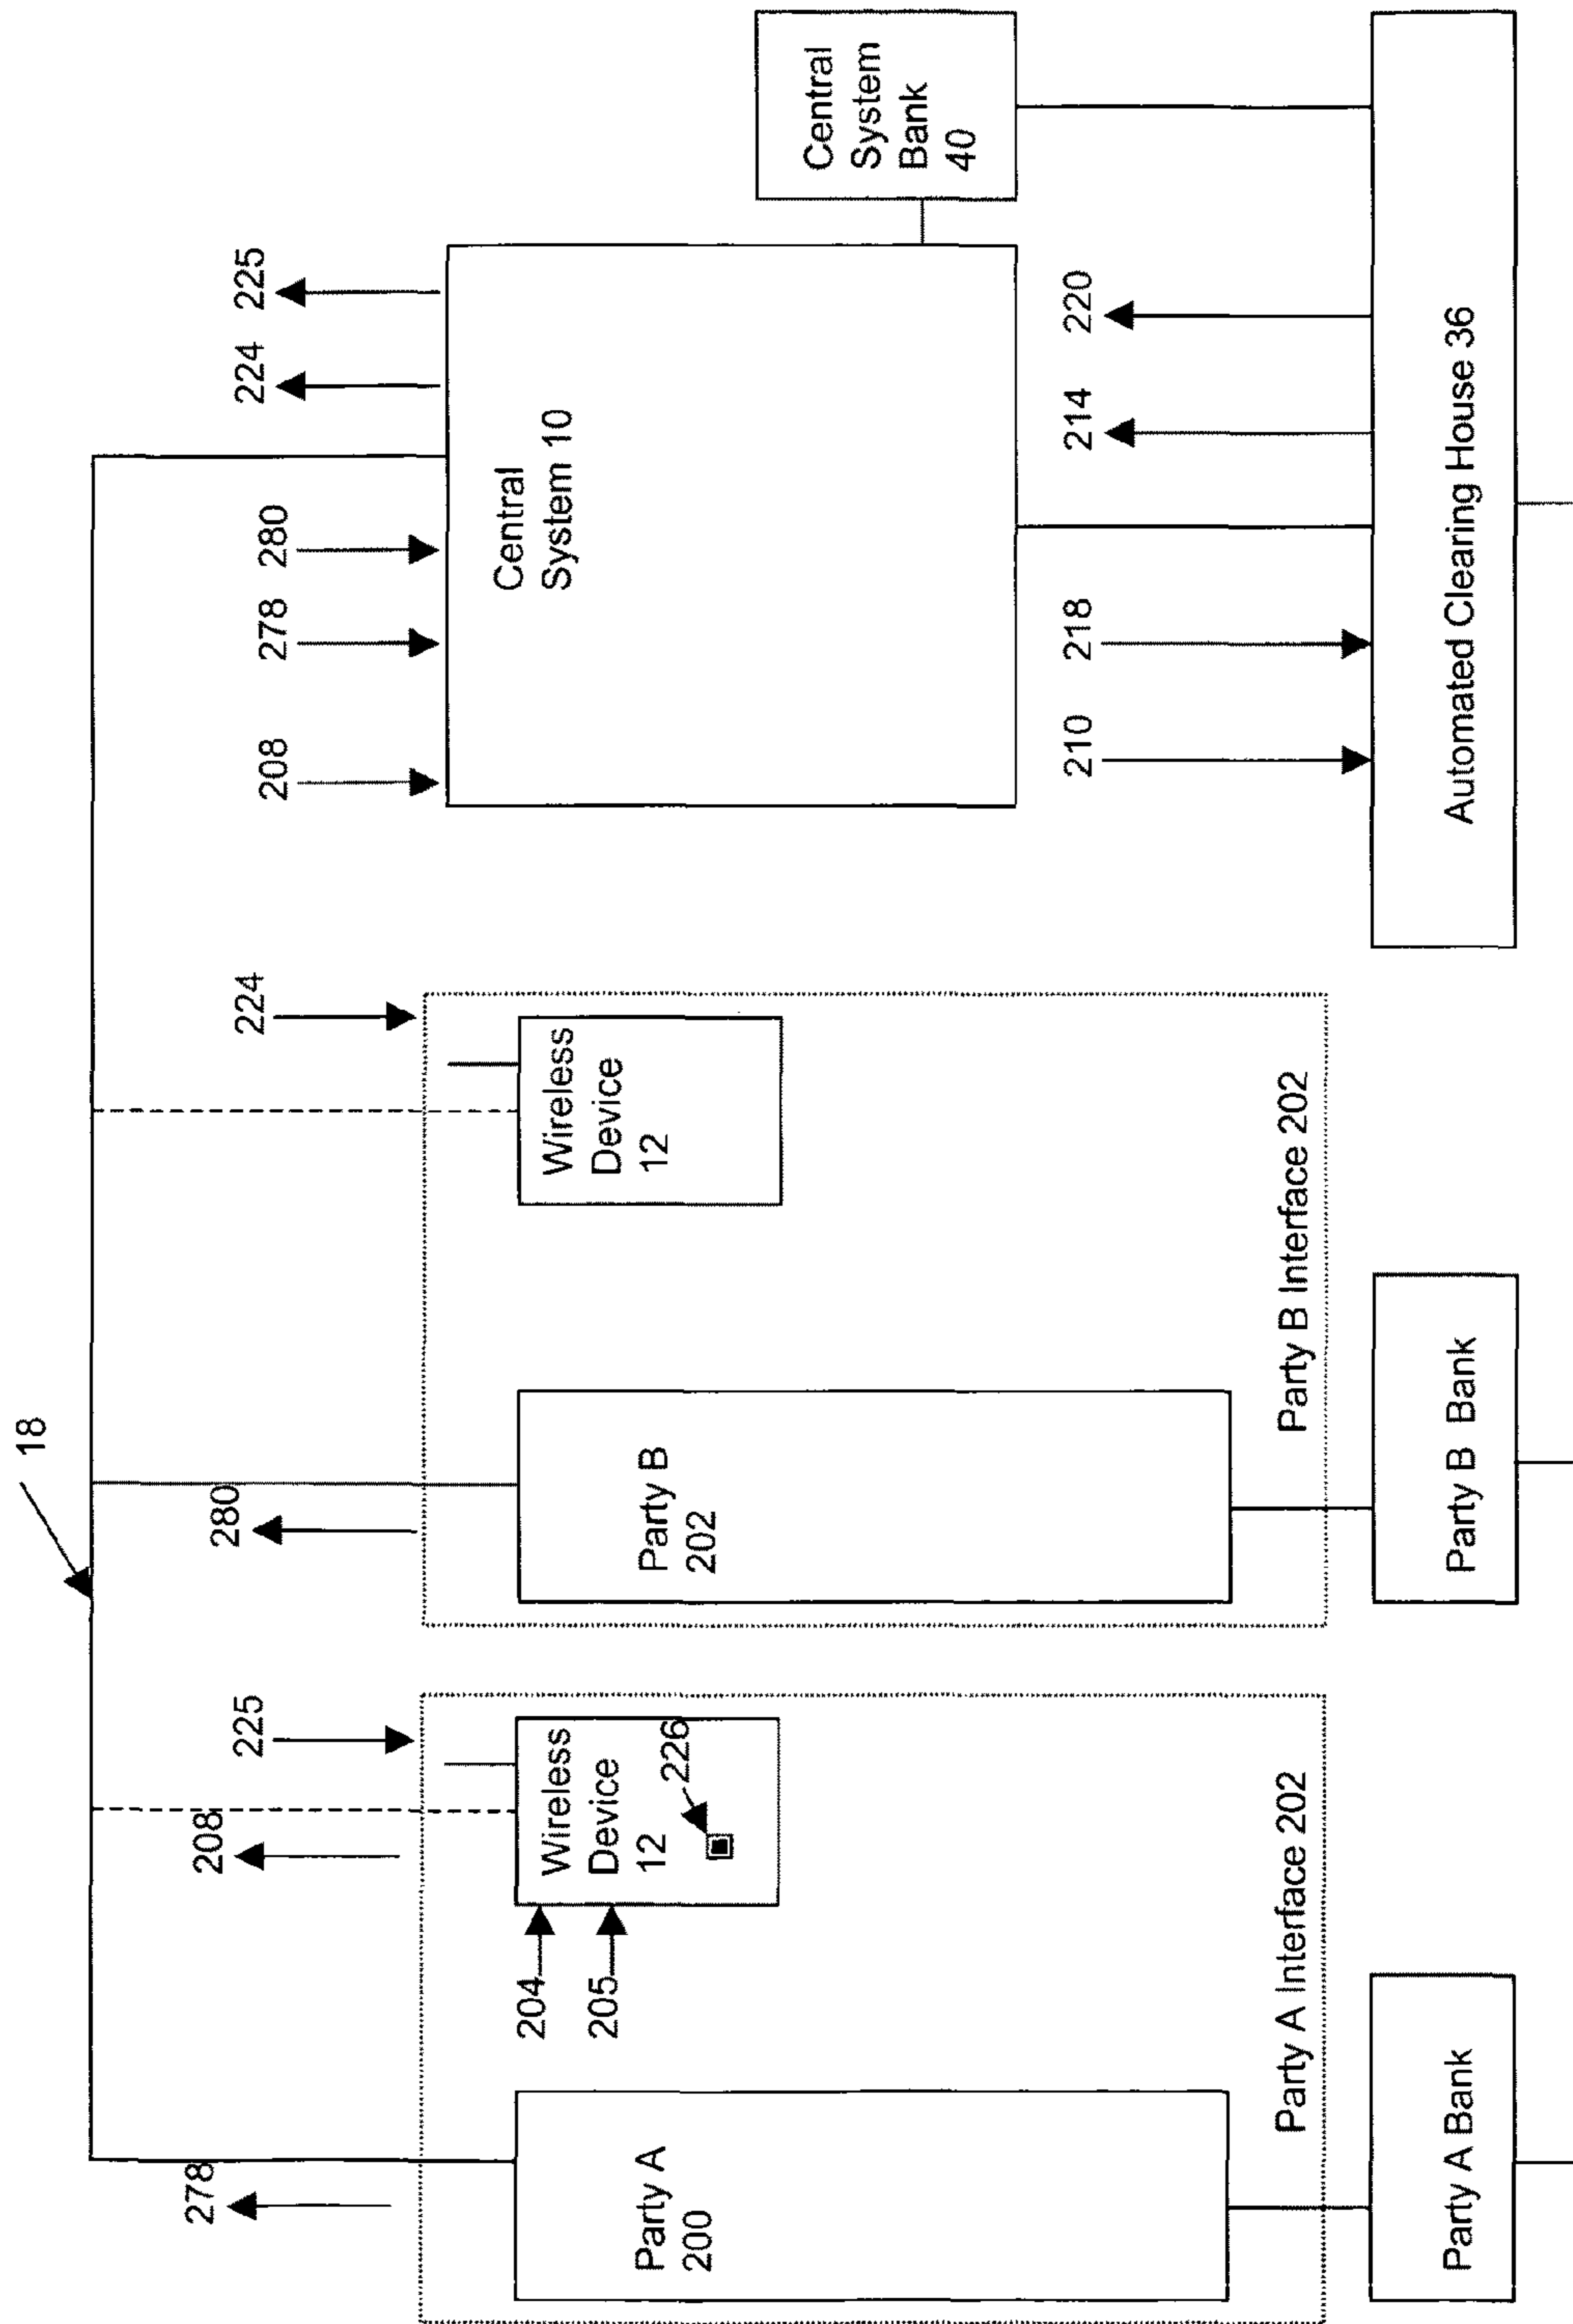 18
278
208
225
280
224
208
278
280
224
225
Party A
200
204
205
Wireless
Device
12
226
Party A Interface 202
Party A Bank
Party B
202
Wireless
Device
12
Party B Interface 202
Party B Bank
Central
System 10
Central
System
Bank
40
210
218
214
220
Automated Clearing House 36